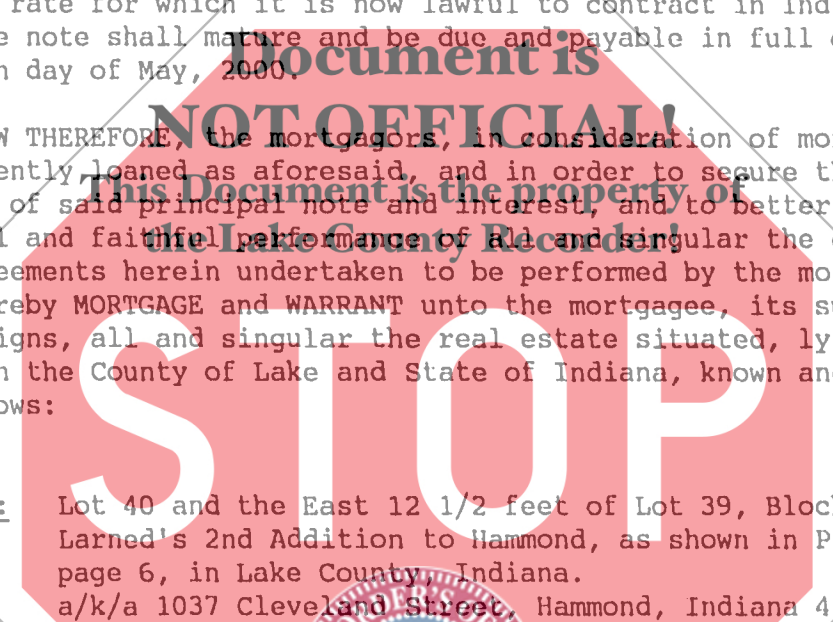 rate for which it is now lawful to contract in Ind
e note shall mature and be due and payable in full
day of May, 2000.
Document is
NOT OFFICIAL!
This Document is the property of
the Lake County Recorder!
W THEREFORE, the mortgagors, in consideration of mo
ently loaned as aforesaid, and in order to secure t
of said principal note and interest, and to better
l and faithful performance of all and singular the
eements herein undertaken to be performed by the mo
reby MORTGAGE and WARRANT unto the mortgagee, its s
igns, all and singular the real estate situated, ly
n the County of Lake and State of Indiana, known an
ows:
STOP
Lot 40 and the East 12 1/2 feet of Lot 39, Bloc
Larned's 2nd Addition to Hammond, as shown in P
page 6, in Lake County, Indiana.
a/k/a 1037 Cleveland Street, Hammond, Indiana 4